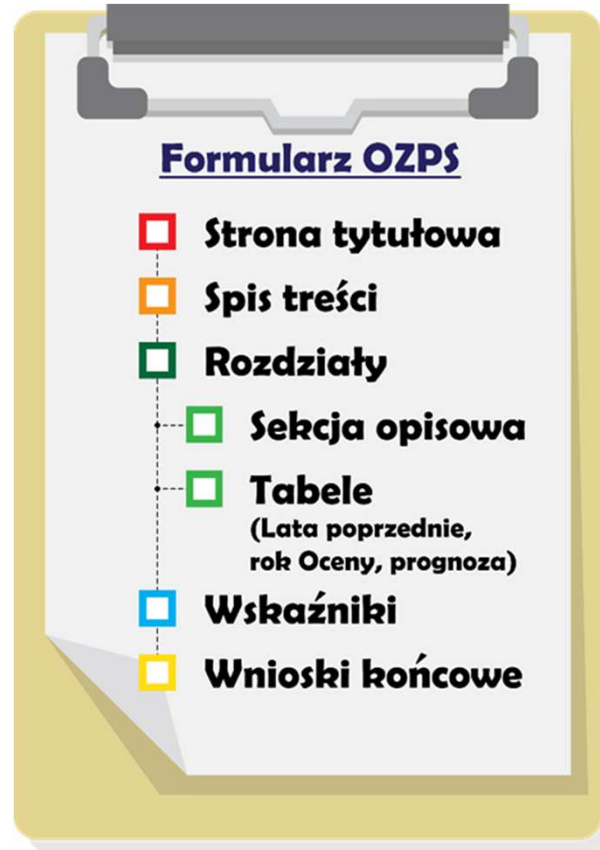 Formularz OZPS
Strona tytułowa
Spis treści
Rozdziały
Sekcja opisowa
Tabele
(Lata poprzednie,
rok Oceny, prognoza)
Wskaźniki
Wnioski końcowe